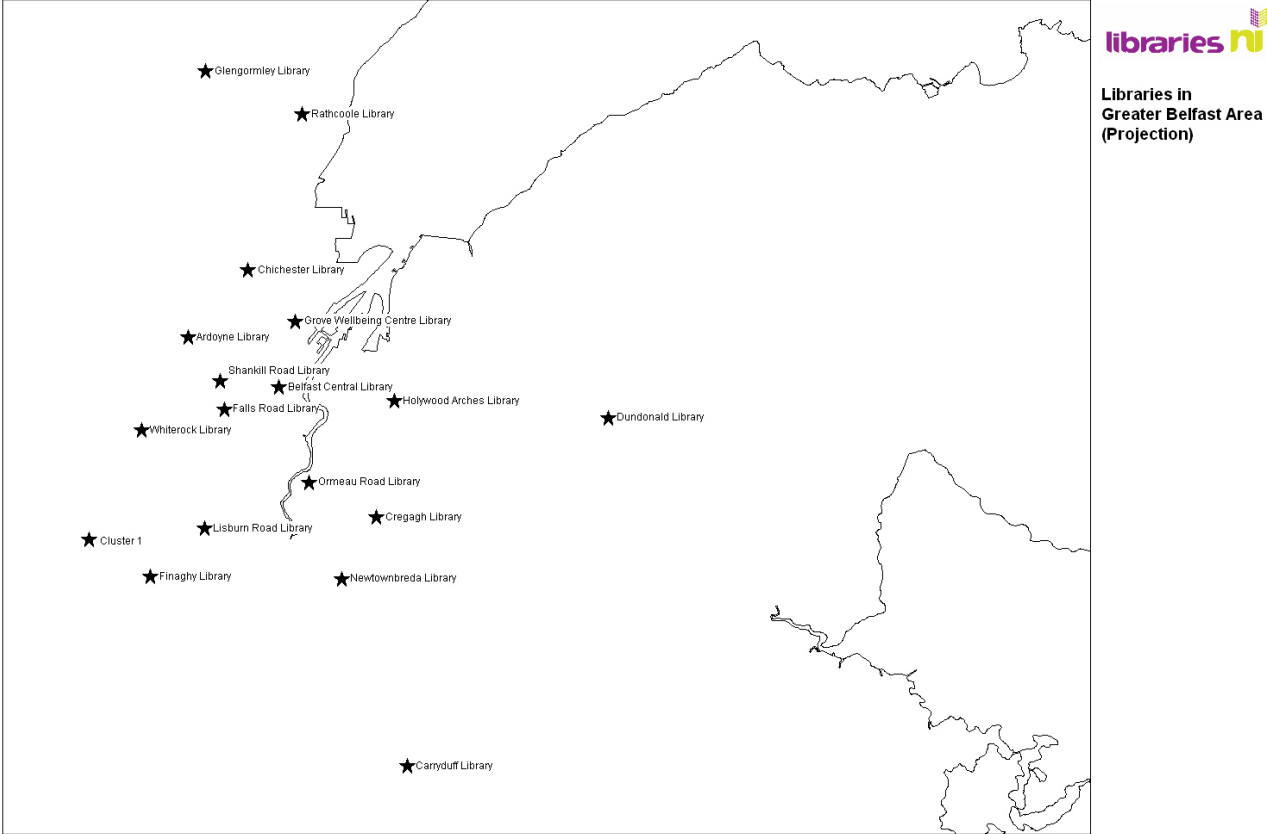 libraries ni
Libraries in
Greater Belfast Area
(Projection)
Glengormley Library
Rathcoole Library
Chichester Library
Grove Wellbeing Centre Library
Ardoyne Library
Shankill Road Library
Belfast Central Library
Holywood Arches Library
Falls Road Library
Dundonald Library
Whiterock Library
Ormeau Road Library
Cregagh Library
Lisburn Road Library
Cluster 1
Finaghy Library
Newtownbreda Library
Carryduff Library